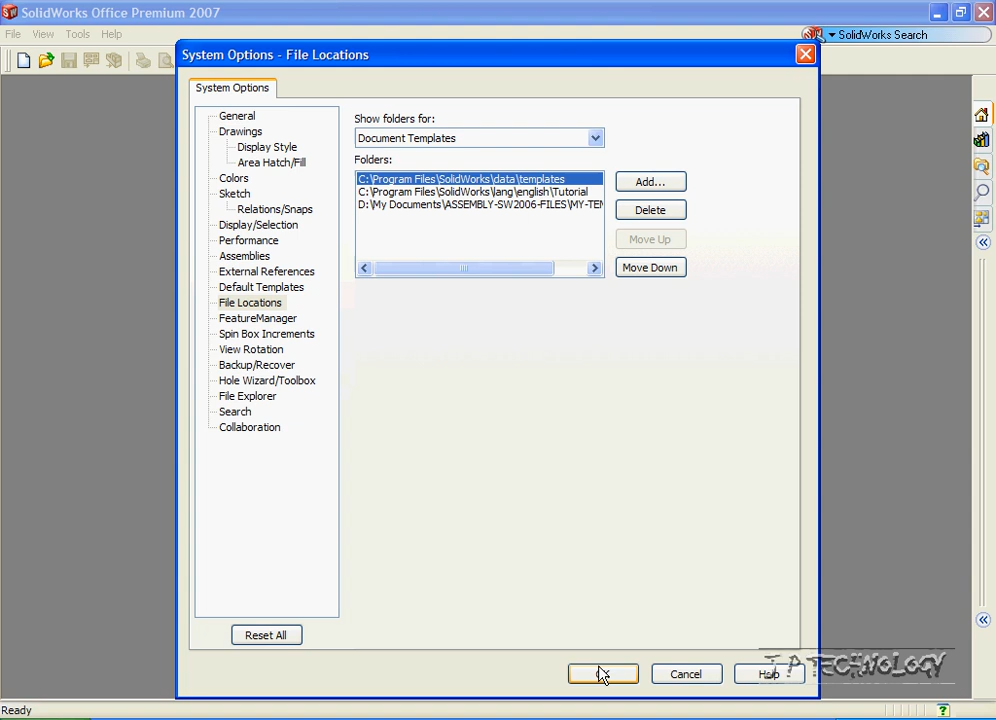 SolidWorks Office Premium 2007
File View Tools Help
SolidWorks Search
System Options - File Locations
System Options
General
Drawings
Display Style
Area Hatch/Fill
Colors
Sketch
Relations/Snaps
Display/Selection
Performance
Assemblies
External References
Default Templates
File Locations
FeatureManager
Spin Box Increments
View Rotation
Backup/Recover
Hole Wizard/Toolbox
File Explorer
Search
Collaboration
Reset All
Show folders for:
Document Templates
Folders:
C:\Program Files\SolidWorks\data\templates
C:\Program Files\SolidWorks\lang\english\Tutorial
D:\My Documents\ASSEMBLY-SW2006-FILES\MY-TEM
Add...
Delete
Move Up
Move Down
Cancel
Help
TECHNOLOGY
Ready